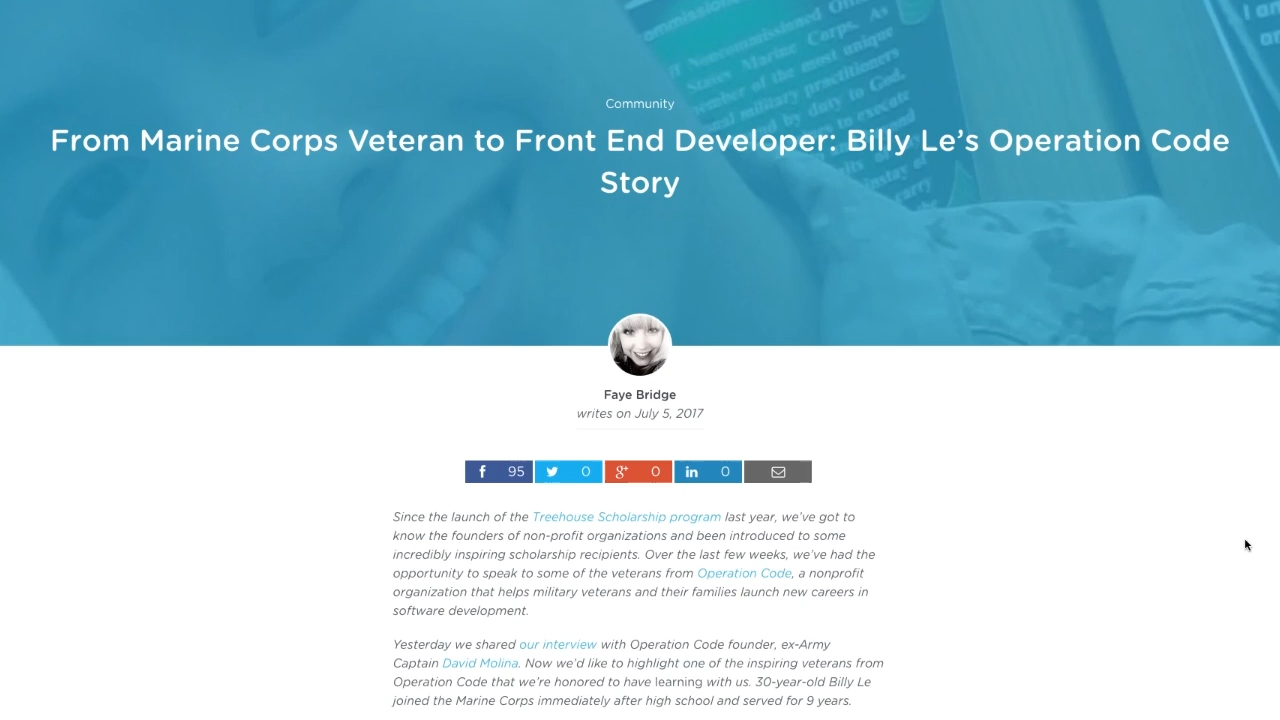 Community
From Marine Corps Veteran to Front End Developer: Billy Le’s Operation Code
Story
Faye Bridge
writes on July 5, 2017
95 0 0 0
Since the launch of the Treehouse Scholarship program last year, we’ve got to
know the founders of non-profit organizations and been introduced to some
incredibly inspiring scholarship recipients. Over the last few weeks, we’ve had the
opportunity to speak to some of the veterans from Operation Code, a nonprofit
organization that helps military veterans and their families launch new careers in
software development.
Yesterday we shared our interview with Operation Code founder, ex-Army
Captain David Molina. Now we’d like to highlight one of the inspiring veterans from
Operation Code that we’re honored to have learning with us. 30-year-old Billy Le
joined the Marine Corps immediately after high school and served for 9 years.